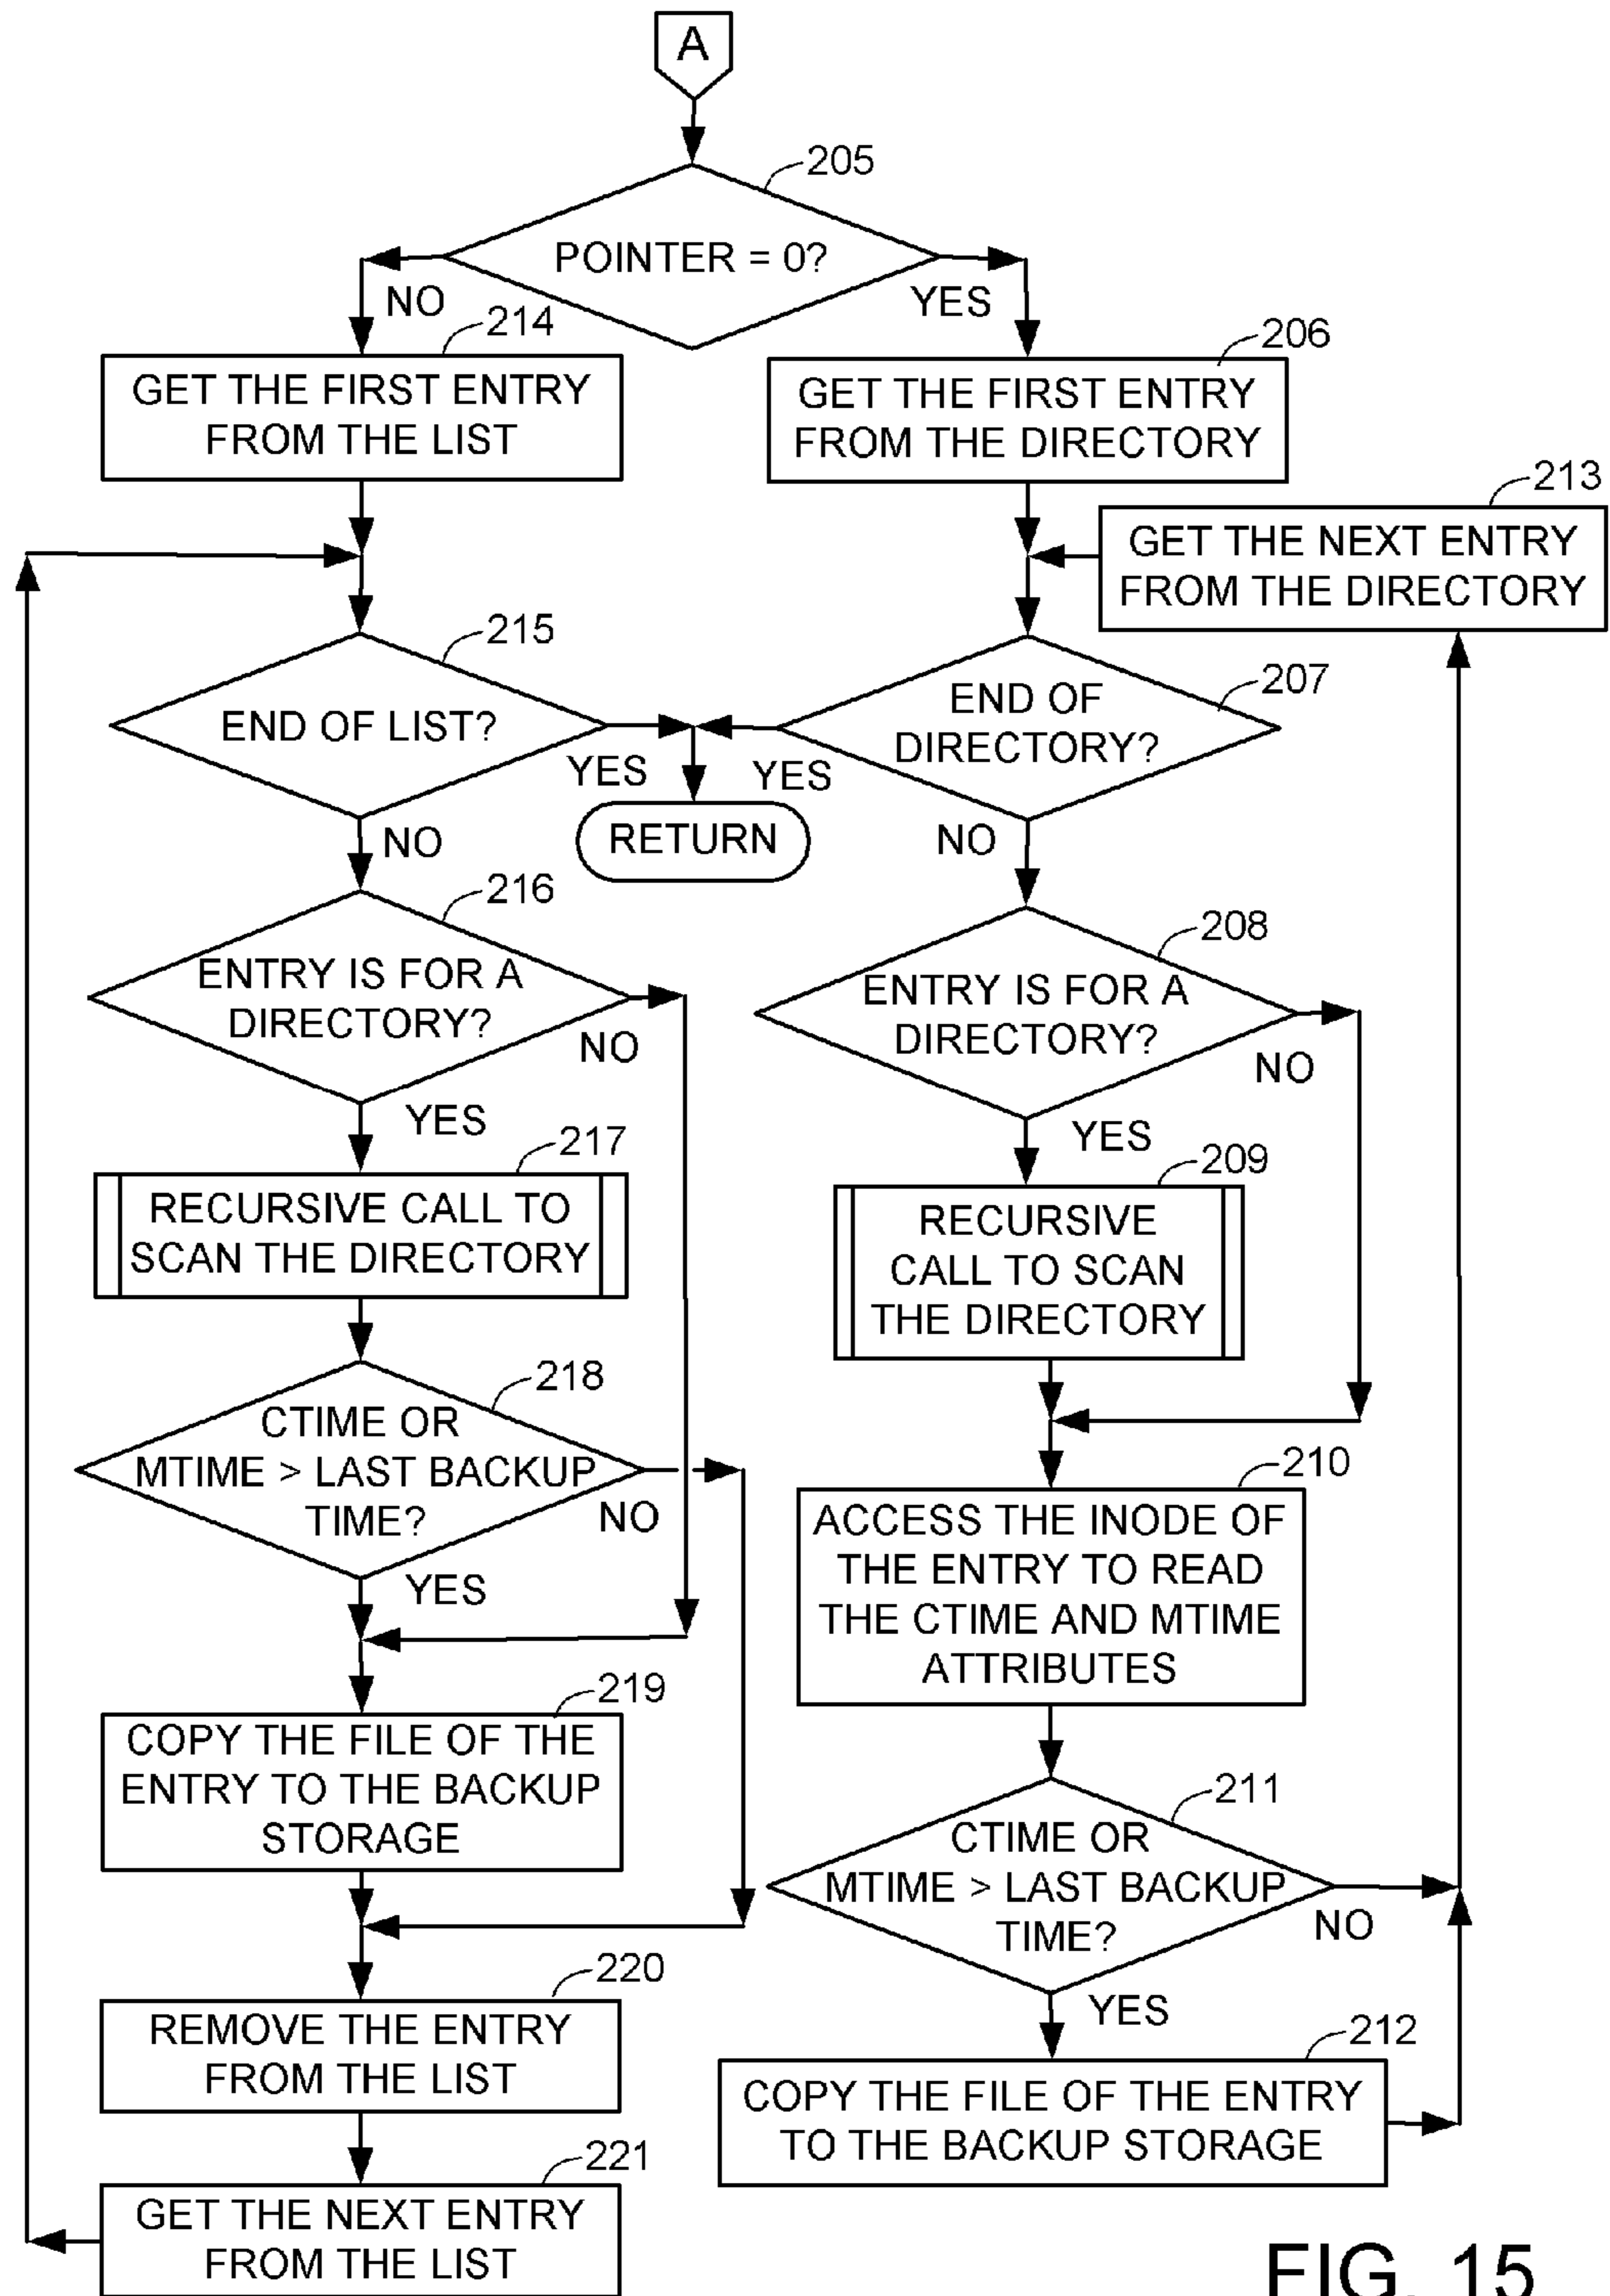 A
205
POINTER = 0?
NO
YES
214
206
GET THE FIRST ENTRY
FROM THE LIST
GET THE FIRST ENTRY
FROM THE DIRECTORY
213
GET THE NEXT ENTRY
FROM THE DIRECTORY
215
END OF LIST?
YES
207
END OF
DIRECTORY?
YES
RETURN
NO
NO
216
ENTRY IS FOR A
DIRECTORY?
NO
YES
208
ENTRY IS FOR A
DIRECTORY?
NO
YES
217
RECURSIVE CALL TO
SCAN THE DIRECTORY
209
RECURSIVE
CALL TO SCAN
THE DIRECTORY
218
CTIME OR
MTIME > LAST BACKUP
TIME?
NO
YES
210
ACCESS THE INODE OF
THE ENTRY TO READ
THE CTIME AND MTIME
ATTRIBUTES
219
COPY THE FILE OF THE
ENTRY TO THE BACKUP
STORAGE
211
CTIME OR
MTIME > LAST BACKUP
TIME?
NO
YES
220
REMOVE THE ENTRY
FROM THE LIST
212
COPY THE FILE OF THE ENTRY
TO THE BACKUP STORAGE
221
GET THE NEXT ENTRY
FROM THE LIST
FIG. 15